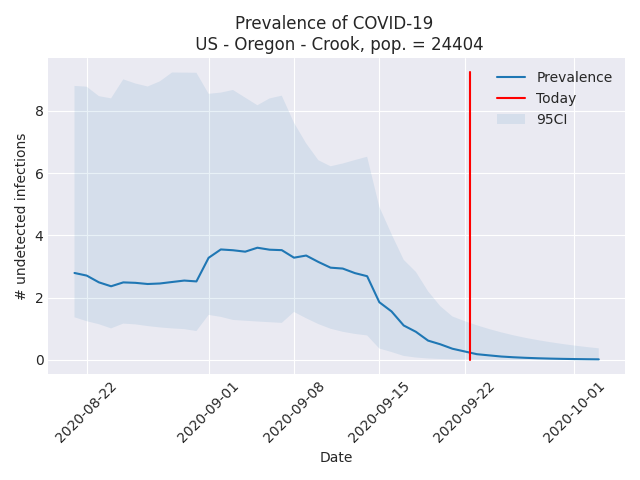 Prevalence of COVID-19
US - Oregon - Crook, pop. = 24404
Prevalence
Today
95CI
# undetected infections
8
6
4
2
0
2020-08-22
2020-09-01
2020-09-08
2020-09-15
2020-09-22
2020-10-01
Date